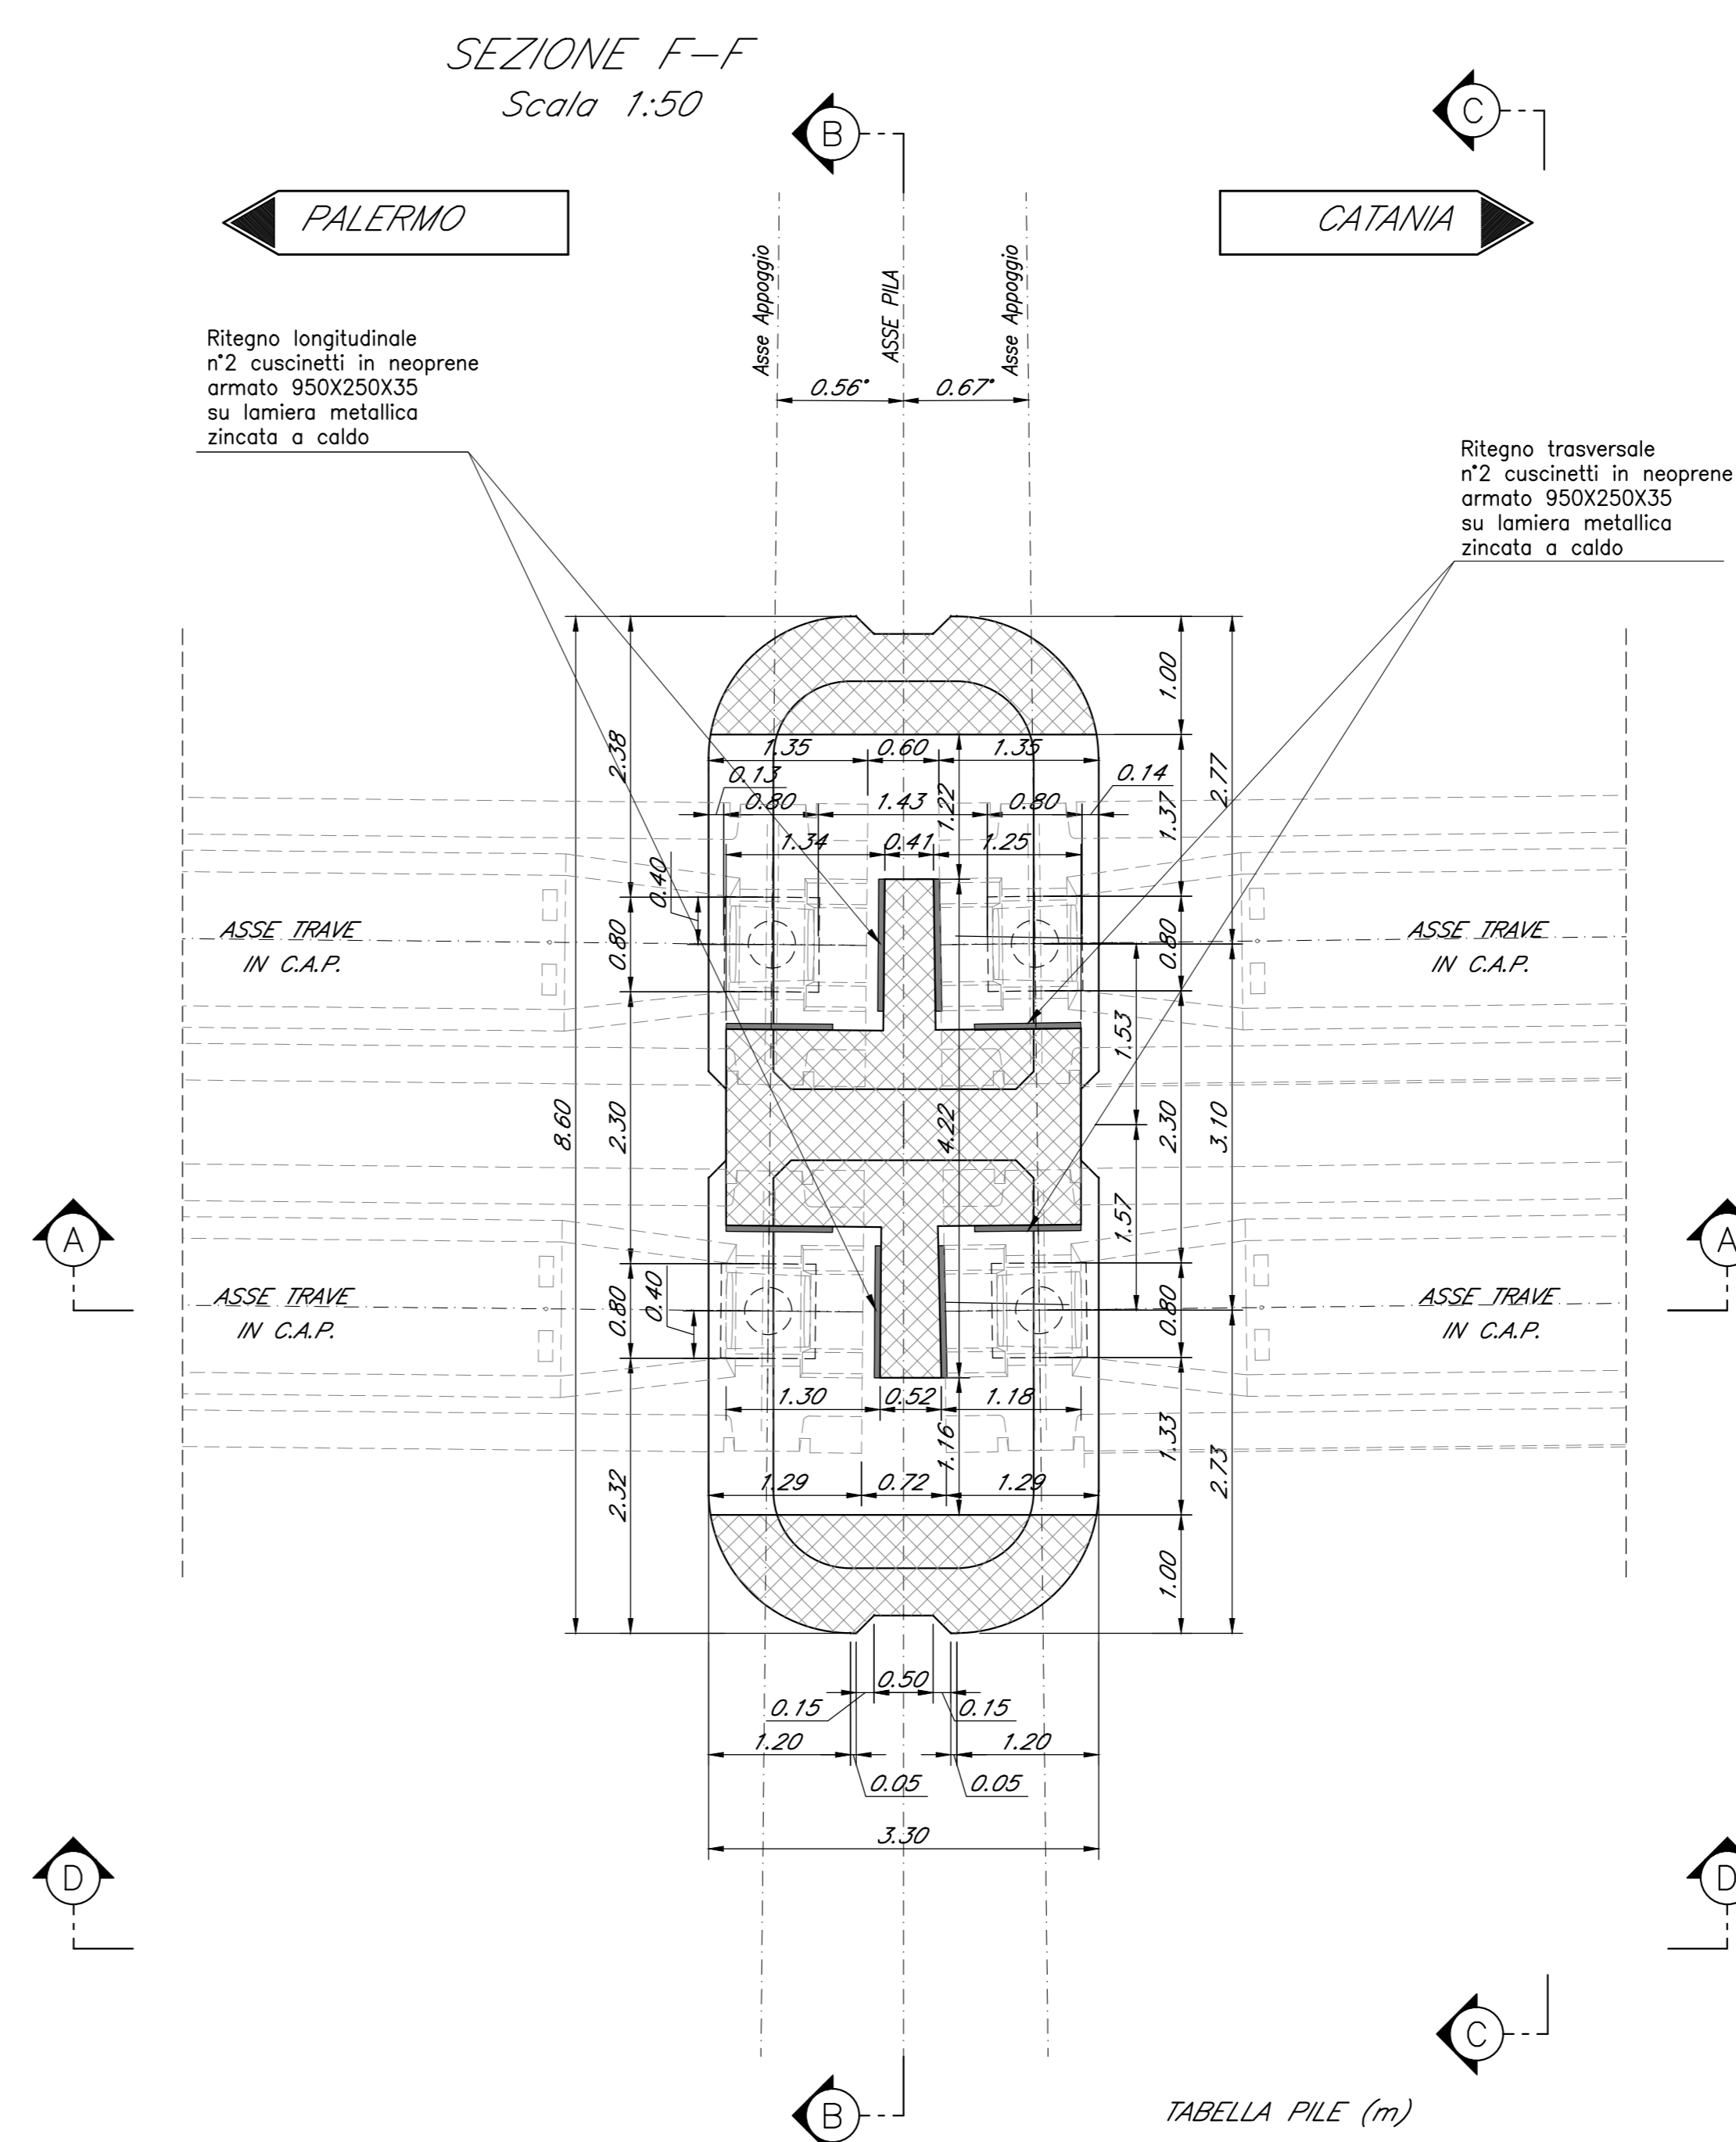 SEZIONE F-F
Scala 1:50
B
C
PALERMO
CATANIA
Asse Appoggio
ASSE PILA
Asse Appoggio
Ritegno longitudinale
n°2 cuscinetti in neoprene
armato 950X250X35
su lamiera metallica
zincata a caldo
0.56°
0.67°
Ritegno trasversale
n°2 cuscinetti in neoprene
armato 950X250X35
su lamiera metallica
zincata a caldo
1.00
2.38
2.77
1.35
0.60
1.35
0.13
0.14
0.80
1.43
1.22
0.80
1.37
1.34
0.41
1.25
0.40
ASSE TRAVE
IN C.A.P.
0.80
0.80
ASSE TRAVE
IN C.A.P.
1.53
8.60
2.30
4.22
2.30
3.10
1.57
A
A
ASSE TRAVE
IN C.A.P.
0.80
0.40
0.80
ASSE TRAVE
IN C.A.P.
1.30
0.52
1.18
1.16
1.33
2.73
2.32
1.29
0.72
1.29
1.00
0.50
0.15
0.15
1.20
1.20
0.05
0.05
3.30
D
D
C
B
TABELLA PILE (m)